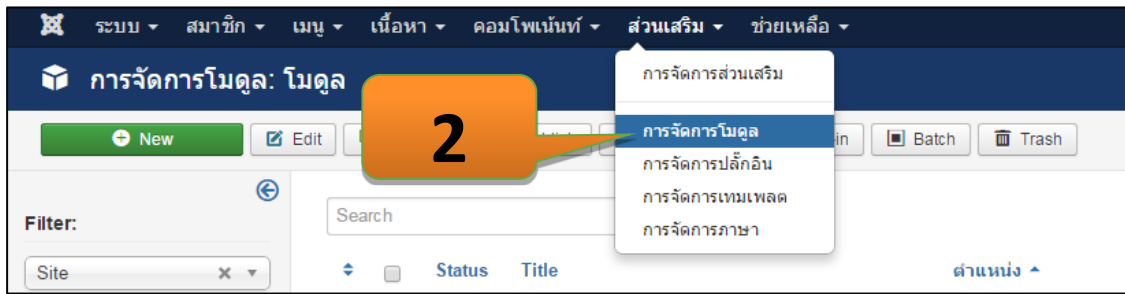 ระบบ สมาชิก เมนู เนื้อหา คอมโพเน้นท์ ส่วนเสริม ช่วยเหลือ
การจัดการโมดูล: โมดูล
การจัดการส่วนเสริม
New Edit Batch Trash
2
การจัดการโมดูล
การจัดการปลั๊กอิน
การจัดการเทมเพลต
การจัดการภาษา
Filter:
Search
Site
Status Title ตำแหน่ง